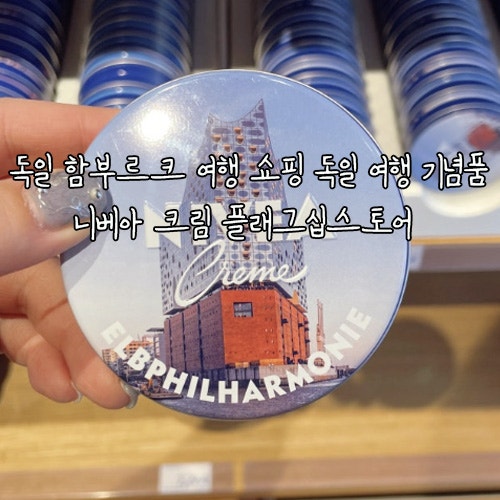 독일 함부르크 여행 쇼핑 독일 여행 기념품
니베아 크림 플래그십스토어
NIVEA
Creme
ELBPHILHARMONIE